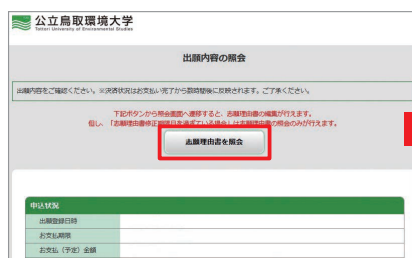 公立鳥取環境大学
Tottori University of Environmental Studies
出願内容の照会
出願内容をご確認ください。※決済状況はお支払い完了から数時間後に反映されます。ご了承ください。
下記ボタンから照会画面へ遷移すると、志願理由書の編集が行えます。
但し、「志願理由書修正期限日を過ぎている場合」は志願理由書の照会のみが行えます。
志願理由書を照会
申込状況
出願登録日時
お支払期限
お支払(予定)金額